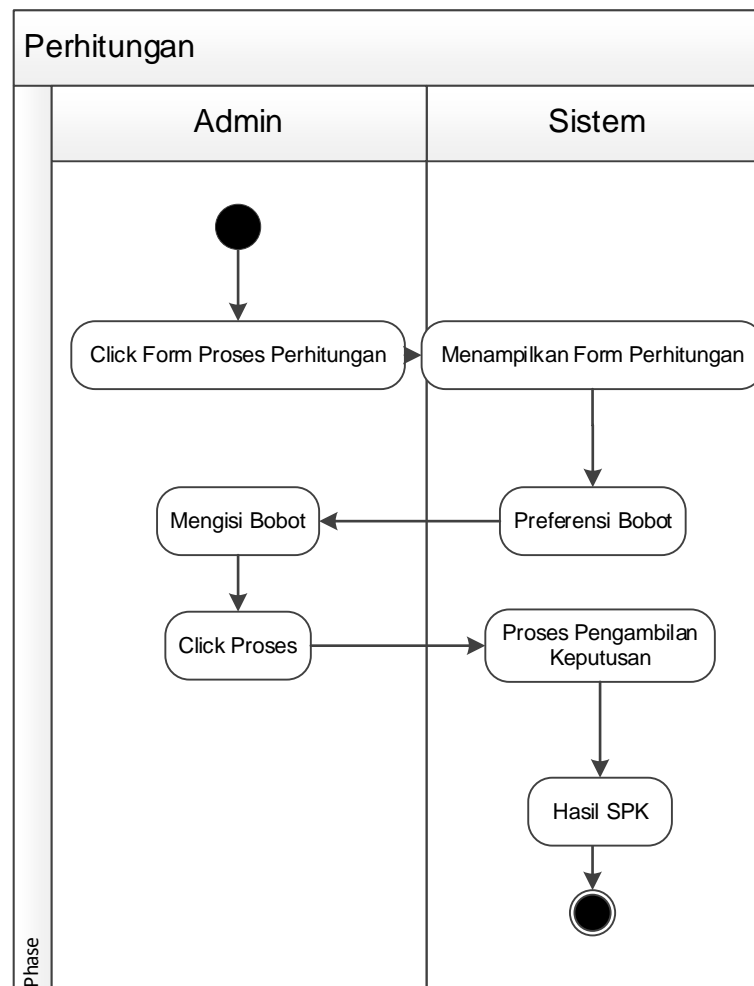 Perhitungan
Admin
Sistem
Click Form Proses Perhitungan
Menampilkan Form Perhitungan
Preferensi Bobot
Mengisi Bobot
Click Proses
Proses Pengambilan
Keputusan
Hasil SPK
Phase